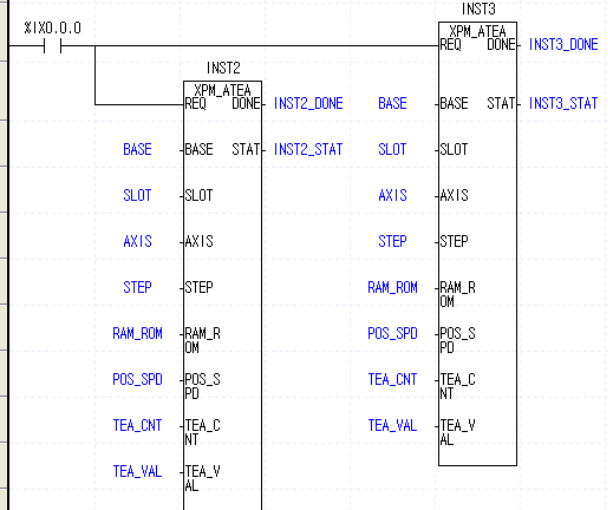 INST3
%IX0.0.0
XPM_ATEA
REQ DONE INST3_DONE
INST2
XPM_ATEA
REQ DONE INST2_DONE
BASE BASE STAT INST3_STAT
BASE BASE STAT INST2_STAT
SLOT SLOT
SLOT SLOT
AXIS AXIS
AXIS AXIS
STEP STEP
STEP STEP
RAM_ROM RAM_R
OM
RAM_ROM RAM_R
OM
POS_SPD POS_S
PD
POS_SPD POS_S
PD
TEA_CNT TEA_C
NT
TEA_CNT TEA_C
NT
TEA_VAL TEA_V
AL
TEA_VAL TEA_V
AL